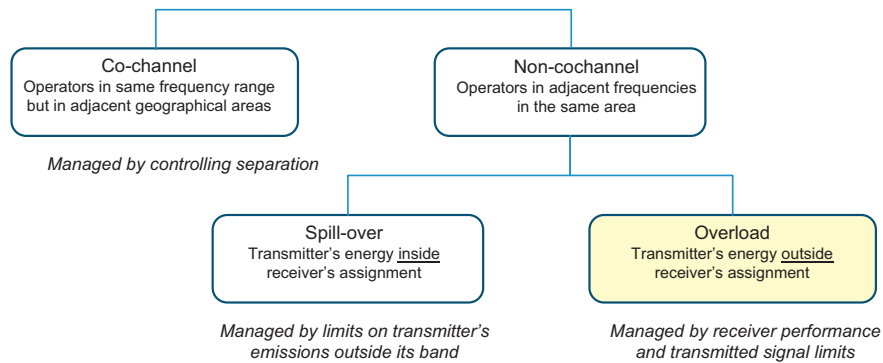 Co-channel
Operators in same frequency range
but in adjacent geographical areas
Non-cochannel
Operators in adjacent frequencies
in the same area
Managed by controlling separation
Spill-over
Transmitter's energy inside
receiver's assignment
Overload
Transmitter's energy outside
receiver's assignment
Managed by limits on transmitter's
emissions outside its band
Managed by receiver performance
and transmitted signal limits